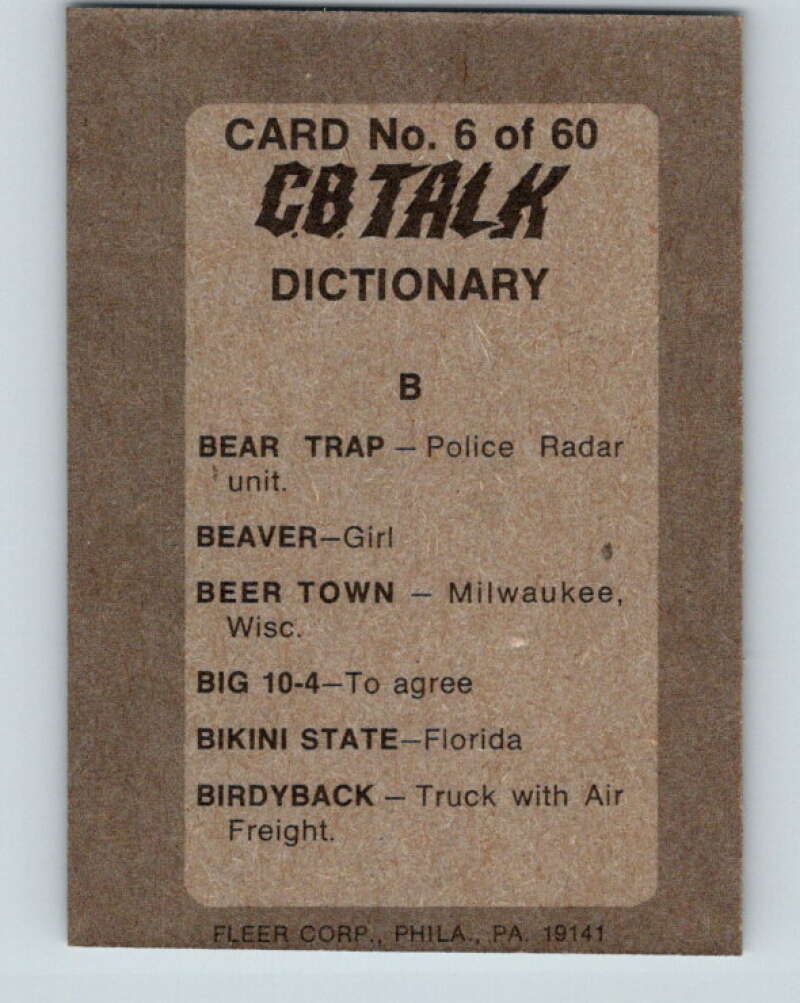 CARD No. 6 of 60
C.B. TALK
DICTIONARY
B
BEAR TRAP — Police Radar
unit.
BEAVER—Girl
BEER TOWN — Milwaukee,
Wisc.
BIG 10-4—To agree
BIKINI STATE—Florida
BIRDYBACK — Truck with Air
Freight.
FLEER CORP., PHILA., PA. 19141